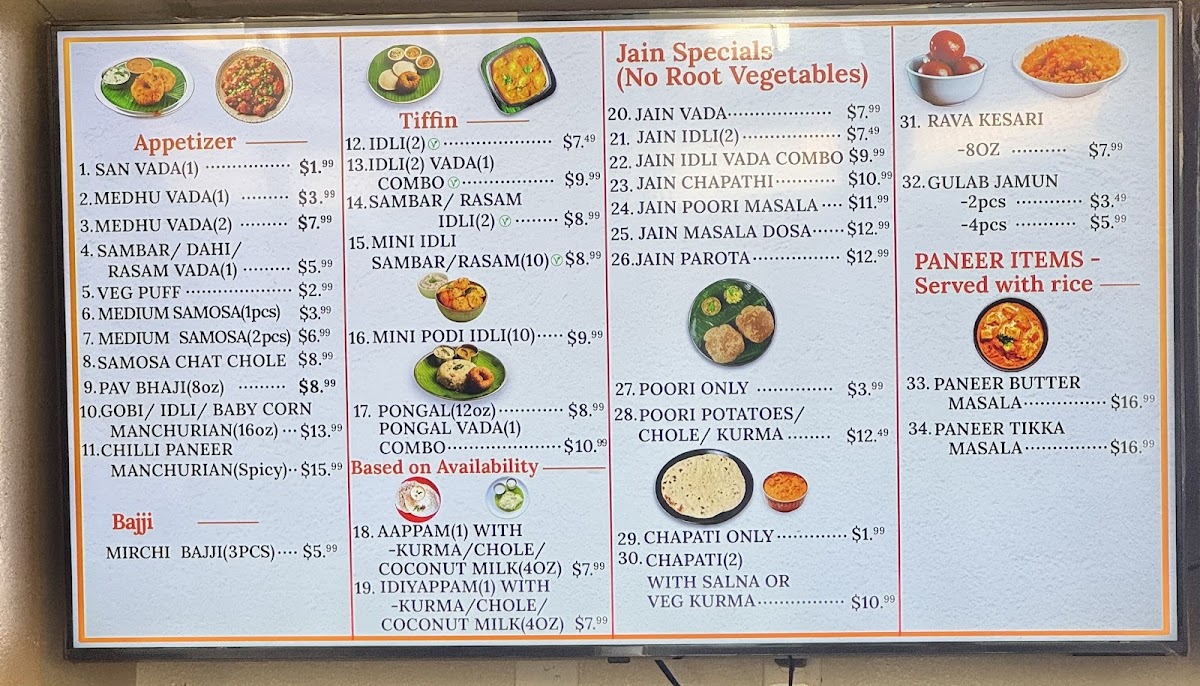 Appetizer
1. SAN VADA(1) ··············· $1.99
2.MEDHU VADA(1) ········· $3.99
3.MEDHU VADA(2) ········· $7.99
4. SAMBAR/ DAHI/
RASAM VADA(1) ········· $5.99
5.VEG PUFF ··················· $2.99
6. MEDIUM SAMOSA(1pcs) $3.99
7. MEDIUM SAMOSA(2pcs) $6.99
8.SAMOSA CHAT CHOLE $8.99
9.PAV BHAJI(8oz) ········· $8.99
10.GOBI/ IDLI/ BABY CORN
MANCHURIAN(16oz) ··· $13.99
11.CHILLI PANEER
MANCHURIAN(Spicy)·· $15.99
Bajji
MIRCHI BAJJI(3PCS)···· $5.99
Tiffin
12. IDLI(2) ···················· $7.49
13.IDLI(2) VADA(1)
COMBO ················· $9.99
14.SAMBAR/ RASAM
IDLI(2) ········ $8.99
15.MINI IDLI
SAMBAR/RASAM(10) $8.99
16.MINI PODI IDLI(10)····· $9.99
17. PONGAL(12oz)············ $8.99
PONGAL VADA(1)
COMBO····················$10.99
Based on Availability
18. AAPPAM(1) WITH
-KURMA/CHOLE/
COCONUT MILK(4OZ) $7.99
19. IDIYAPPAM(1) WITH
-KURMA/CHOLE/
COCONUT MILK(4OZ) $7.99
Jain Specials
(No Root Vegetables)
20. JAIN VADA··················· $7.99
21. JAIN IDLI(2) ·················· $7.49
22. JAIN IDLI VADA COMBO $9.99
23. JAIN CHAPATHI··········· $10.99
24. JAIN POORI MASALA ···· $11.99
25. JAIN MASALA DOSA······$12.99
26.JAIN PAROTA················ $12.99
27. POORI ONLY ·············· $3.99
28. POORI POTATOES/
CHOLE/ KURMA ········ $12.49
29. CHAPATI ONLY············· $1.99
30. CHAPATI(2)
WITH SALNA OR
VEG KURMA················ $10.99
31. RAVA KESARI
-8OZ ·········· $7.99
32.GULAB JAMUN
-2pcs ············ $3.49
-4pcs ··········· $5.99
PANEER ITEMS -
Served with rice
33. PANEER BUTTER
MASALA··············· $16.99
34. PANEER TIKKA
MASALA··············· $16.99